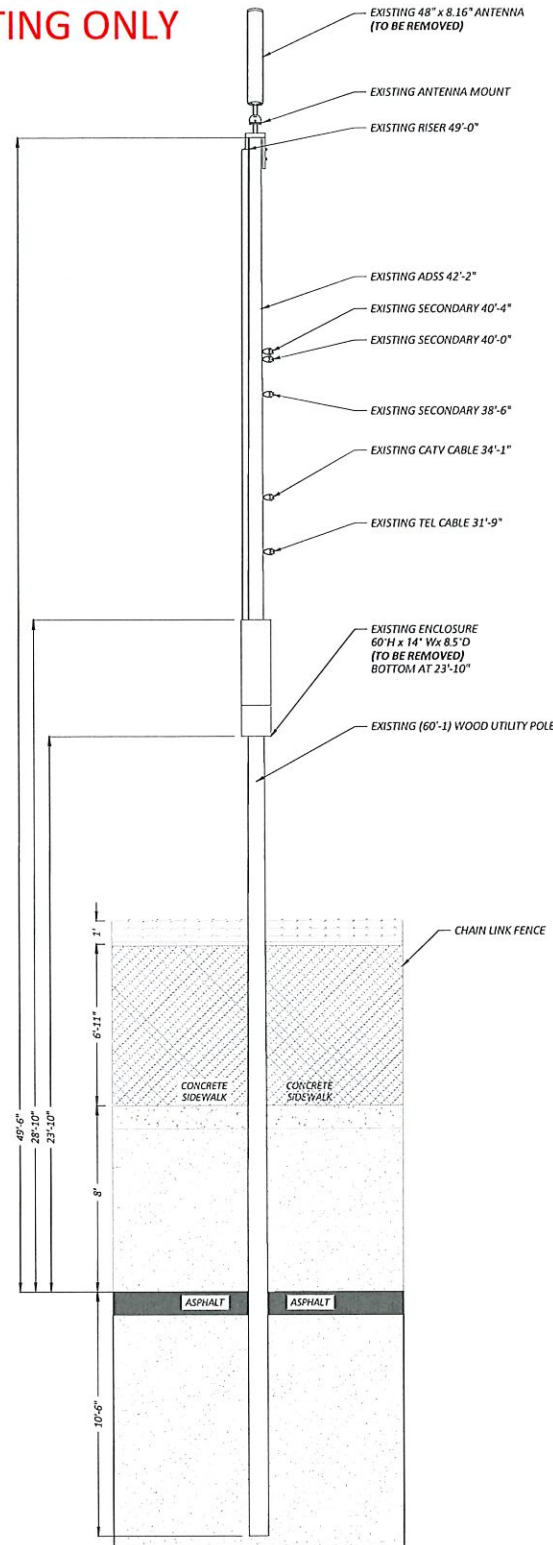 TING ONLY
EXISTING 48" x 8.16" ANTENNA
(TO BE REMOVED)
EXISTING ANTENNA MOUNT
EXISTING RISER 49'-0"
EXISTING ADSS 42'-2"
EXISTING SECONDARY 40'-4"
EXISTING SECONDARY 40'-0"
EXISTING SECONDARY 38'-6"
EXISTING CATV CABLE 34'-1"
EXISTING TEL CABLE 31'-9"
EXISTING ENCLOSURE
60"H x 14" Wx 8.5"D
(TO BE REMOVED)
BOTTOM AT 23'-10"
EXISTING (60'-1) WOOD UTILITY POLE
CHAIN LINK FENCE
1'
6'-11"
CONCRETE
SIDEWALK
CONCRETE
SIDEWALK
49'-6"
28'-10"
23'-10"
8'
ASPHALT
ASPHALT
10'-6"